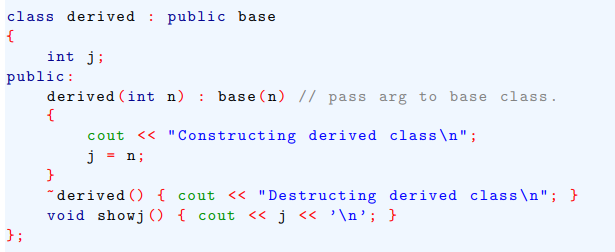 class derived : public base
{
    int j;
public:
    derived(int n) : base(n) // pass arg to base class.
    {
        cout << "Constructing derived class\n";
        j = n;
    }
    ~derived() { cout << "Destructing derived class\n"; }
    void showj() { cout << j << '\n'; }
};